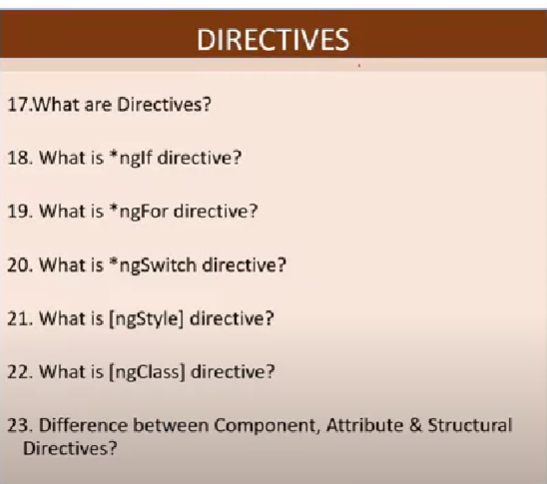 DIRECTIVES
17.What are Directives?
18. What is *ngIf directive?
19. What is *ngFor directive?
20. What is *ngSwitch directive?
21. What is [ngStyle] directive?
22. What is [ngClass] directive?
23. Difference between Component, Attribute & Structural
Directives?